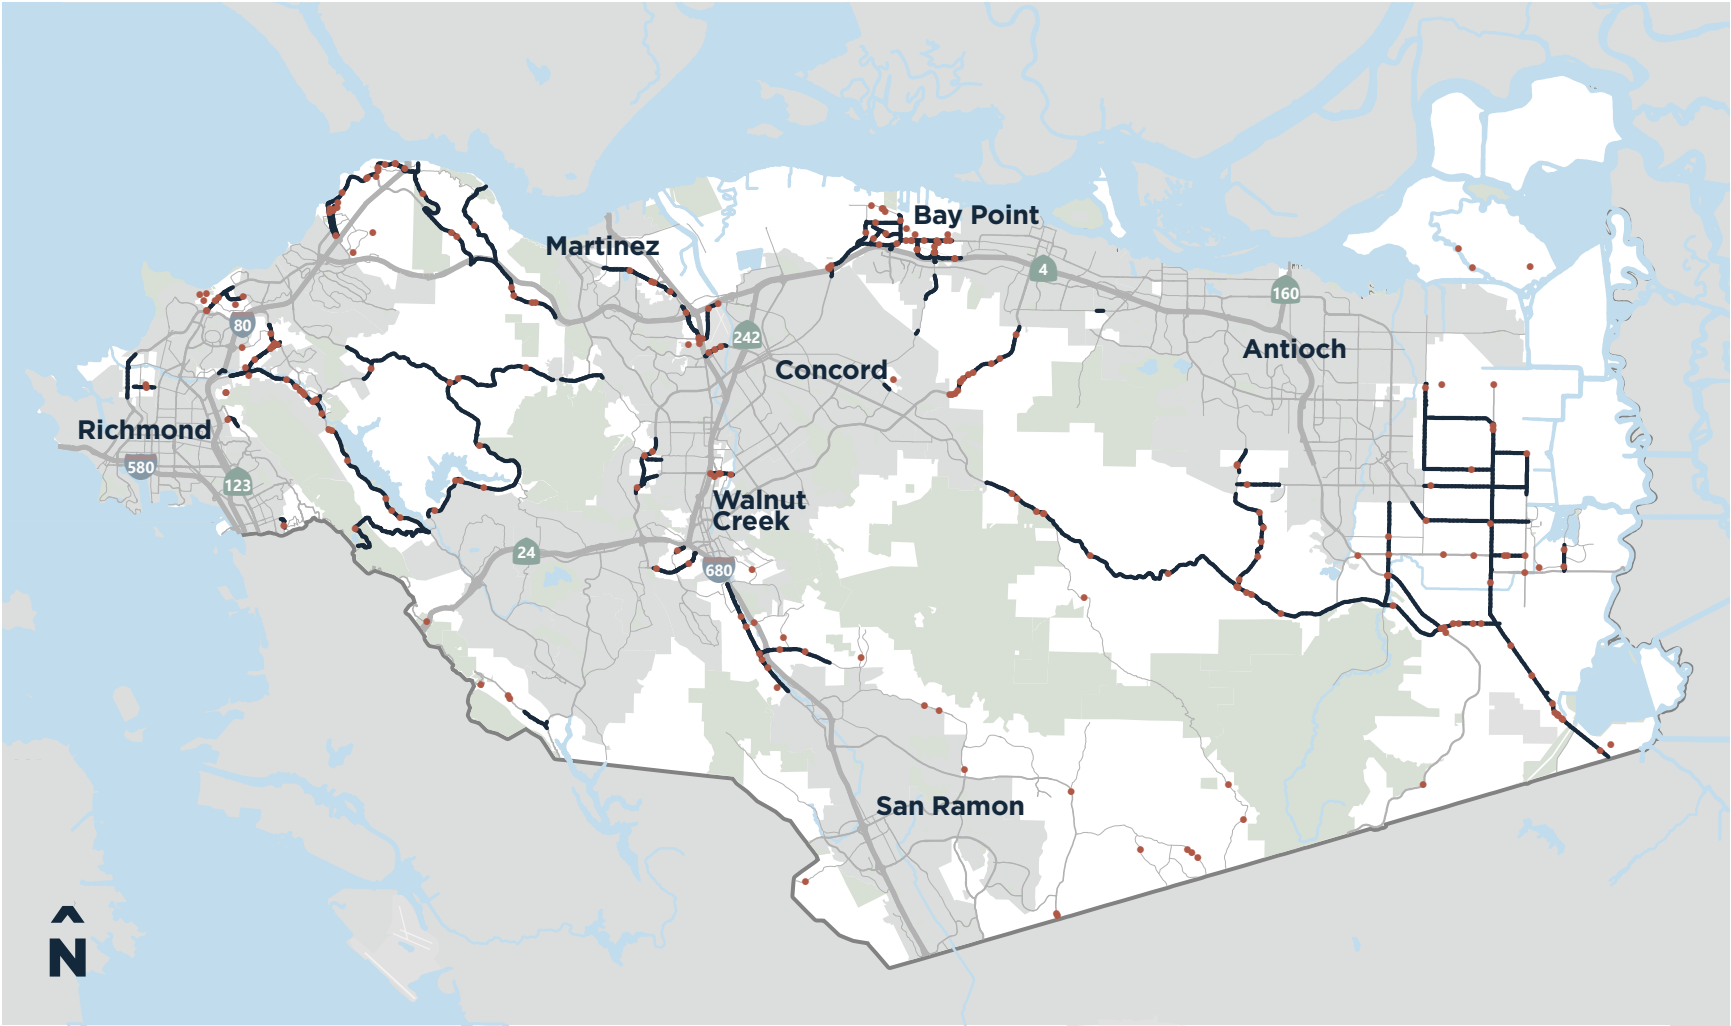 Bay Point
Martinez
4
160
80
242
Antioch
Concord
Richmond
580
123
Walnut
Creek
24
680
San Ramon
N